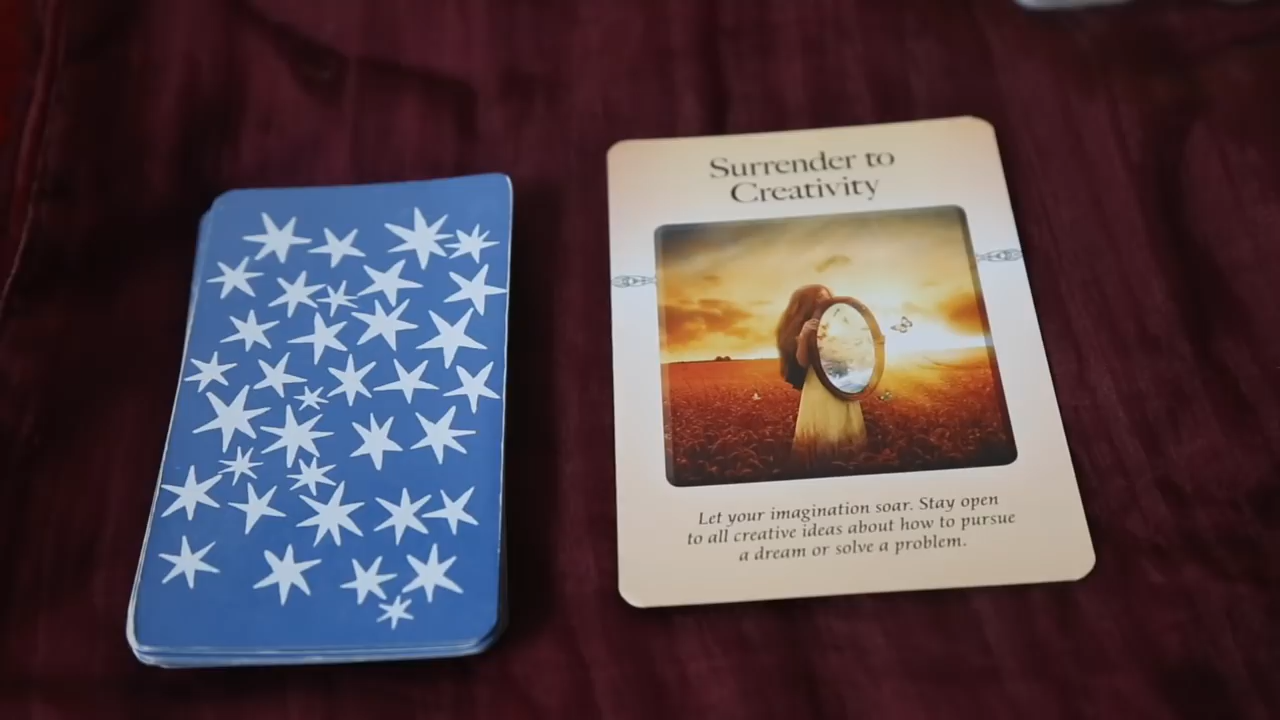 Surrender to
Creativity
Let your imagination soar. Stay open
to all creative ideas about how to pursue
a dream or solve a problem.